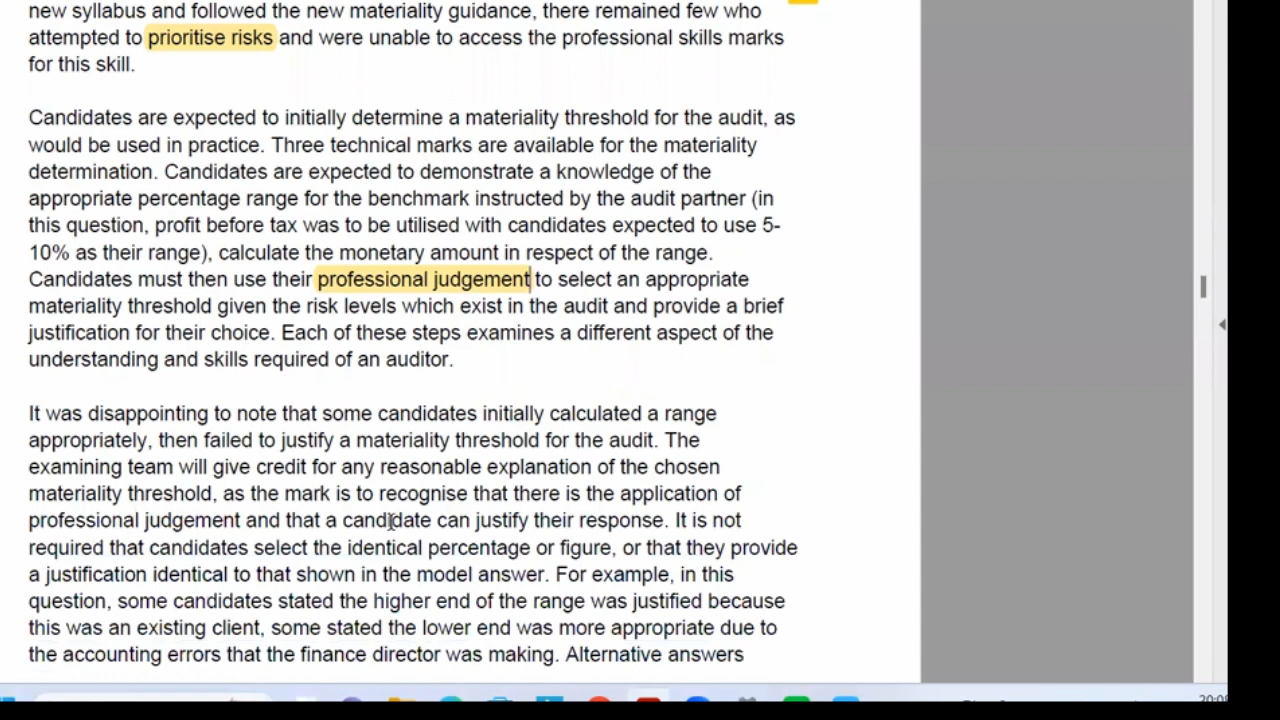 new syllabus and followed the new materiality guidance, there remained few who
attempted to prioritise risks and were unable to access the professional skills marks
for this skill.
Candidates are expected to initially determine a materiality threshold for the audit, as
would be used in practice. Three technical marks are available for the materiality
determination. Candidates are expected to demonstrate a knowledge of the
appropriate percentage range for the benchmark instructed by the audit partner (in
this question, profit before tax was to be utilised with candidates expected to use 5-
10% as their range), calculate the monetary amount in respect of the range.
Candidates must then use their professional judgement to select an appropriate
materiality threshold given the risk levels which exist in the audit and provide a brief
justification for their choice. Each of these steps examines a different aspect of the
understanding and skills required of an auditor.
It was disappointing to note that some candidates initially calculated a range
appropriately, then failed to justify a materiality threshold for the audit. The
examining team will give credit for any reasonable explanation of the chosen
materiality threshold, as the mark is to recognise that there is the application of
professional judgement and that a candidate can justify their response. It is not
required that candidates select the identical percentage or figure, or that they provide
a justification identical to that shown in the model answer. For example, in this
question, some candidates stated the higher end of the range was justified because
this was an existing client, some stated the lower end was more appropriate due to
the accounting errors that the finance director was making. Alternative answers